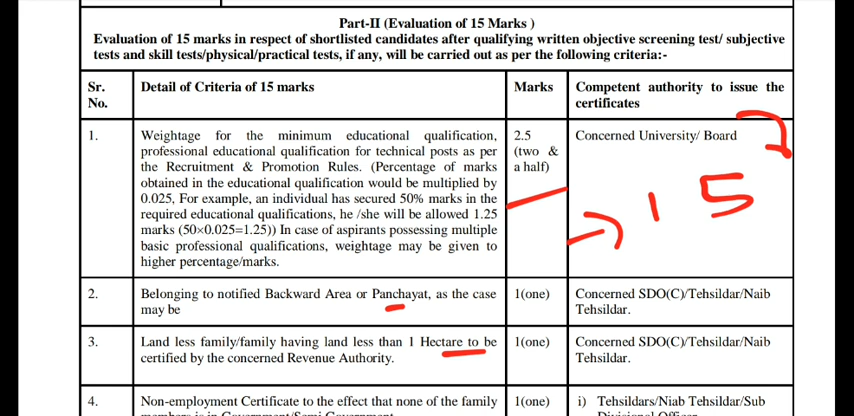 Part-II (Evaluation of 15 Marks )
Evaluation of 15 marks in respect of shortlisted candidates after qualifying written objective screening test/ subjective
tests and skill tests/physical/practical tests, if any, will be carried out as per the following criteria:-
Sr. No.
Detail of Criteria of 15 marks
Marks
Competent authority to issue the
certificates
1.
Weightage for the minimum educational qualification,
professional educational qualification for technical posts as per
the Recruitment & Promotion Rules. (Percentage of marks
obtained in the educational qualification would be multiplied by
0.025, For example, an individual has secured 50% marks in the
required educational qualifications, he /she will be allowed 1.25
marks (50×0.025=1.25)) In case of aspirants possessing multiple
basic professional qualifications, weightage may be given to
higher percentage/marks.
2.5
(two &
a half)
Concerned University/ Board
15
2.
Belonging to notified Backward Area or Panchayat, as the case
may be
1(one)
Concerned SDO(C)/Tehsildar/Naib
Tehsildar.
3.
Land less family/family having land less than 1 Hectare to be
certified by the concerned Revenue Authority.
1(one)
Concerned SDO(C)/Tehsildar/Naib
Tehsildar.
4.
Non-employment Certificate to the effect that none of the family
1(one)
i) Tehsildars/Niab Tehsildar/Sub